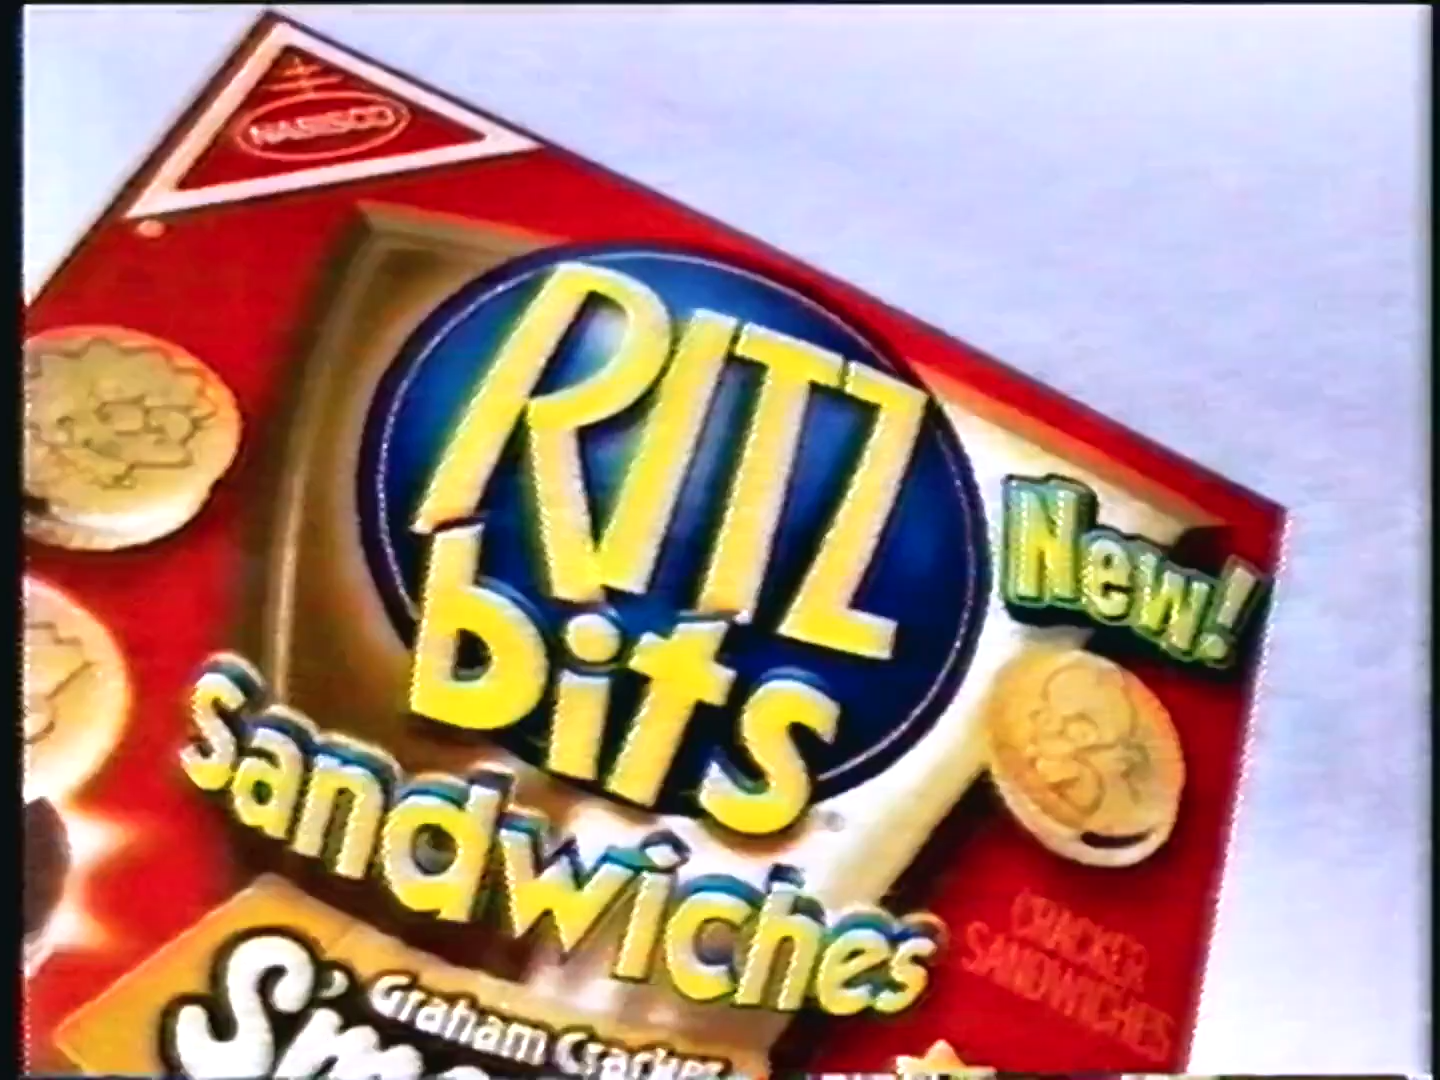 NABISCO
RITZ
bits
New!
Sandwiches
CRACKER
SANDWICHES
Graham Cracker